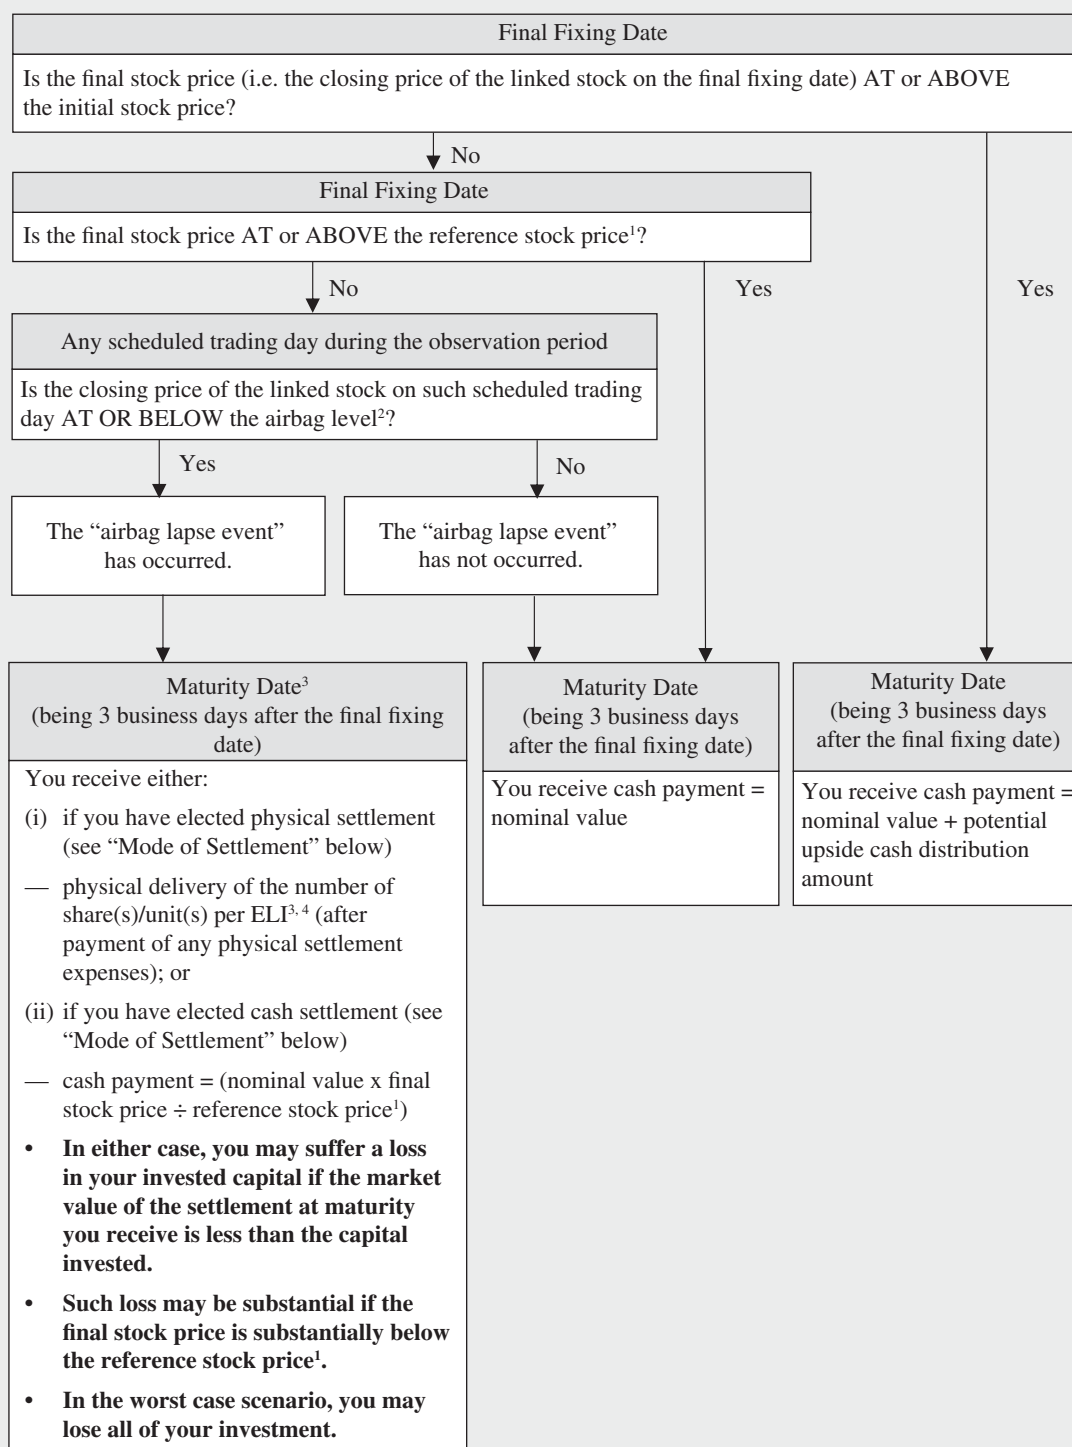 Final Fixing Date
Is the final stock price (i.e. the closing price of the linked stock on the final fixing date) AT or ABOVE
the initial stock price?
No
Final Fixing Date
Is the final stock price AT or ABOVE the reference stock price¹?
No
Yes
Yes
Any scheduled trading day during the observation period
Is the closing price of the linked stock on such scheduled trading
day AT OR BELOW the airbag level²?
Yes
No
The “airbag lapse event”
has occurred.
The “airbag lapse event”
has not occurred.
Maturity Date³
(being 3 business days after the final fixing
date)
You receive either:
(i) if you have elected physical settlement
(see “Mode of Settlement” below)
— physical delivery of the number of
share(s)/unit(s) per ELI³,⁴ (after
payment of any physical settlement
expenses); or
(ii) if you have elected cash settlement (see
“Mode of Settlement” below)
— cash payment = (nominal value x final
stock price ÷ reference stock price¹)
• In either case, you may suffer a loss
in your invested capital if the market
value of the settlement at maturity
you receive is less than the capital
invested.
• Such loss may be substantial if the
final stock price is substantially below
the reference stock price¹.
• In the worst case scenario, you may
lose all of your investment.
Maturity Date
(being 3 business days
after the final fixing date)
You receive cash payment =
nominal value
Maturity Date
(being 3 business days
after the final fixing date)
You receive cash payment =
nominal value + potential
upside cash distribution
amount